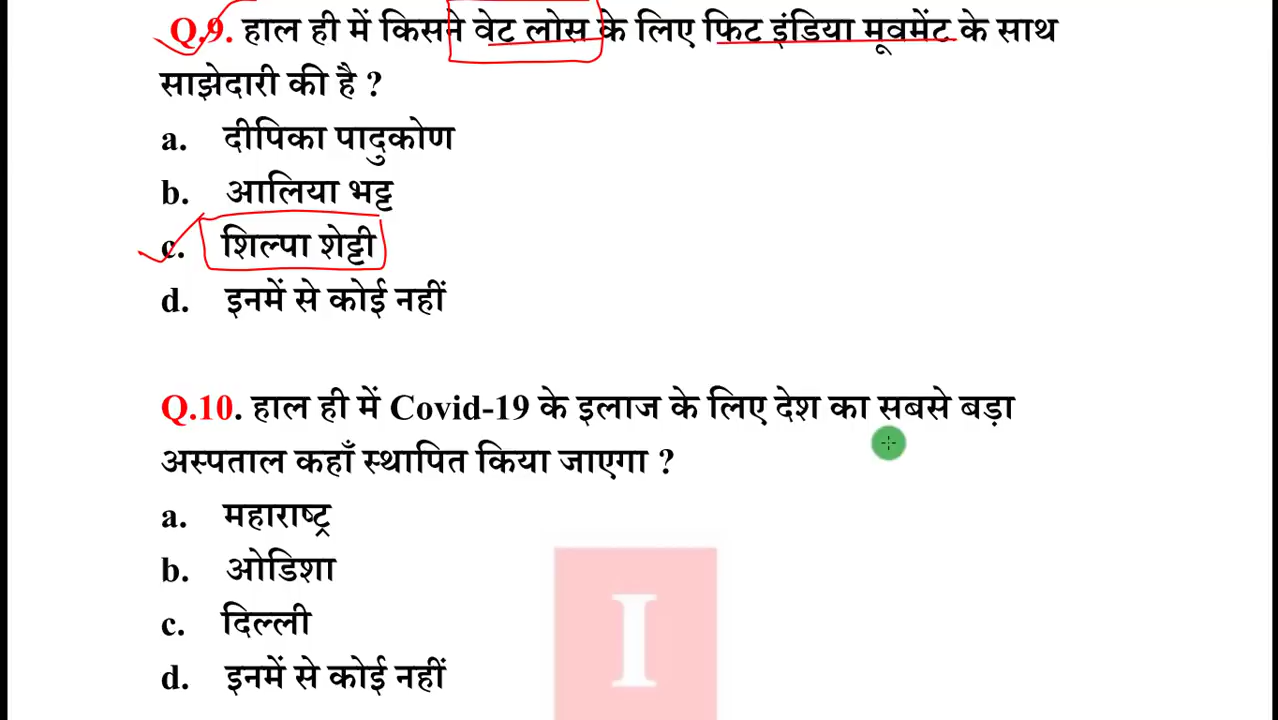 Q.9. हाल ही में किसने वेट लोस के लिए फिट इंडिया मूवमेंट के साथ
साझेदारी की है ?
a. दीपिका पादुकोण
b. आलिया भट्ट
c. शिल्पा शेट्टी
d. इनमें से कोई नहीं
Q.10. हाल ही में Covid-19 के इलाज के लिए देश का सबसे बड़ा
अस्पताल कहाँ स्थापित किया जाएगा ?
a. महाराष्ट्र
b. ओडिशा
c. दिल्ली
d. इनमें से कोई नहीं
I